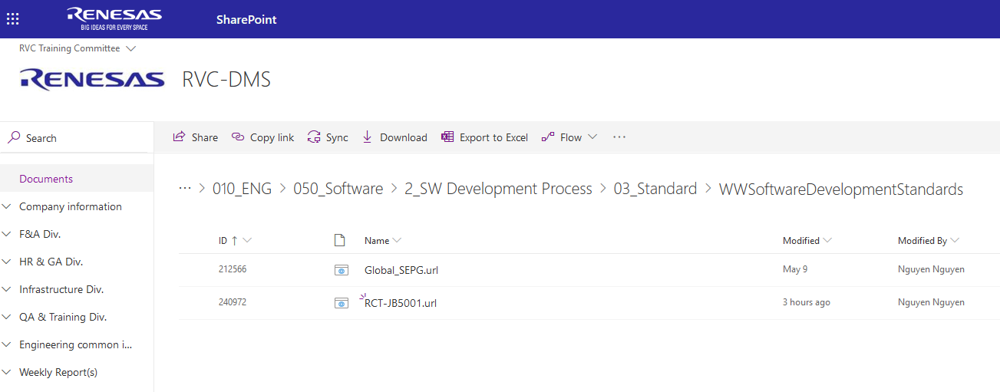 RENESAS
BIG IDEAS FOR EVERY SPACE
SharePoint
RVC Training Committee
RENESAS RVC-DMS
Search
Share Copy link Sync Download Export to Excel Flow ···
Documents
Company information
F&A Div.
HR & GA Div.
Infrastructure Div.
QA & Training Div.
Engineering common i...
Weekly Report(s)
··· > 010_ENG > 050_Software > 2_SW Development Process > 03_Standard > WWSoftwareDevelopmentStandards
ID ↑ Name Modified Modified By
212566 Global_SEPG.url May 9 Nguyen Nguyen
240972 RCT-JB5001.url 3 hours ago Nguyen Nguyen